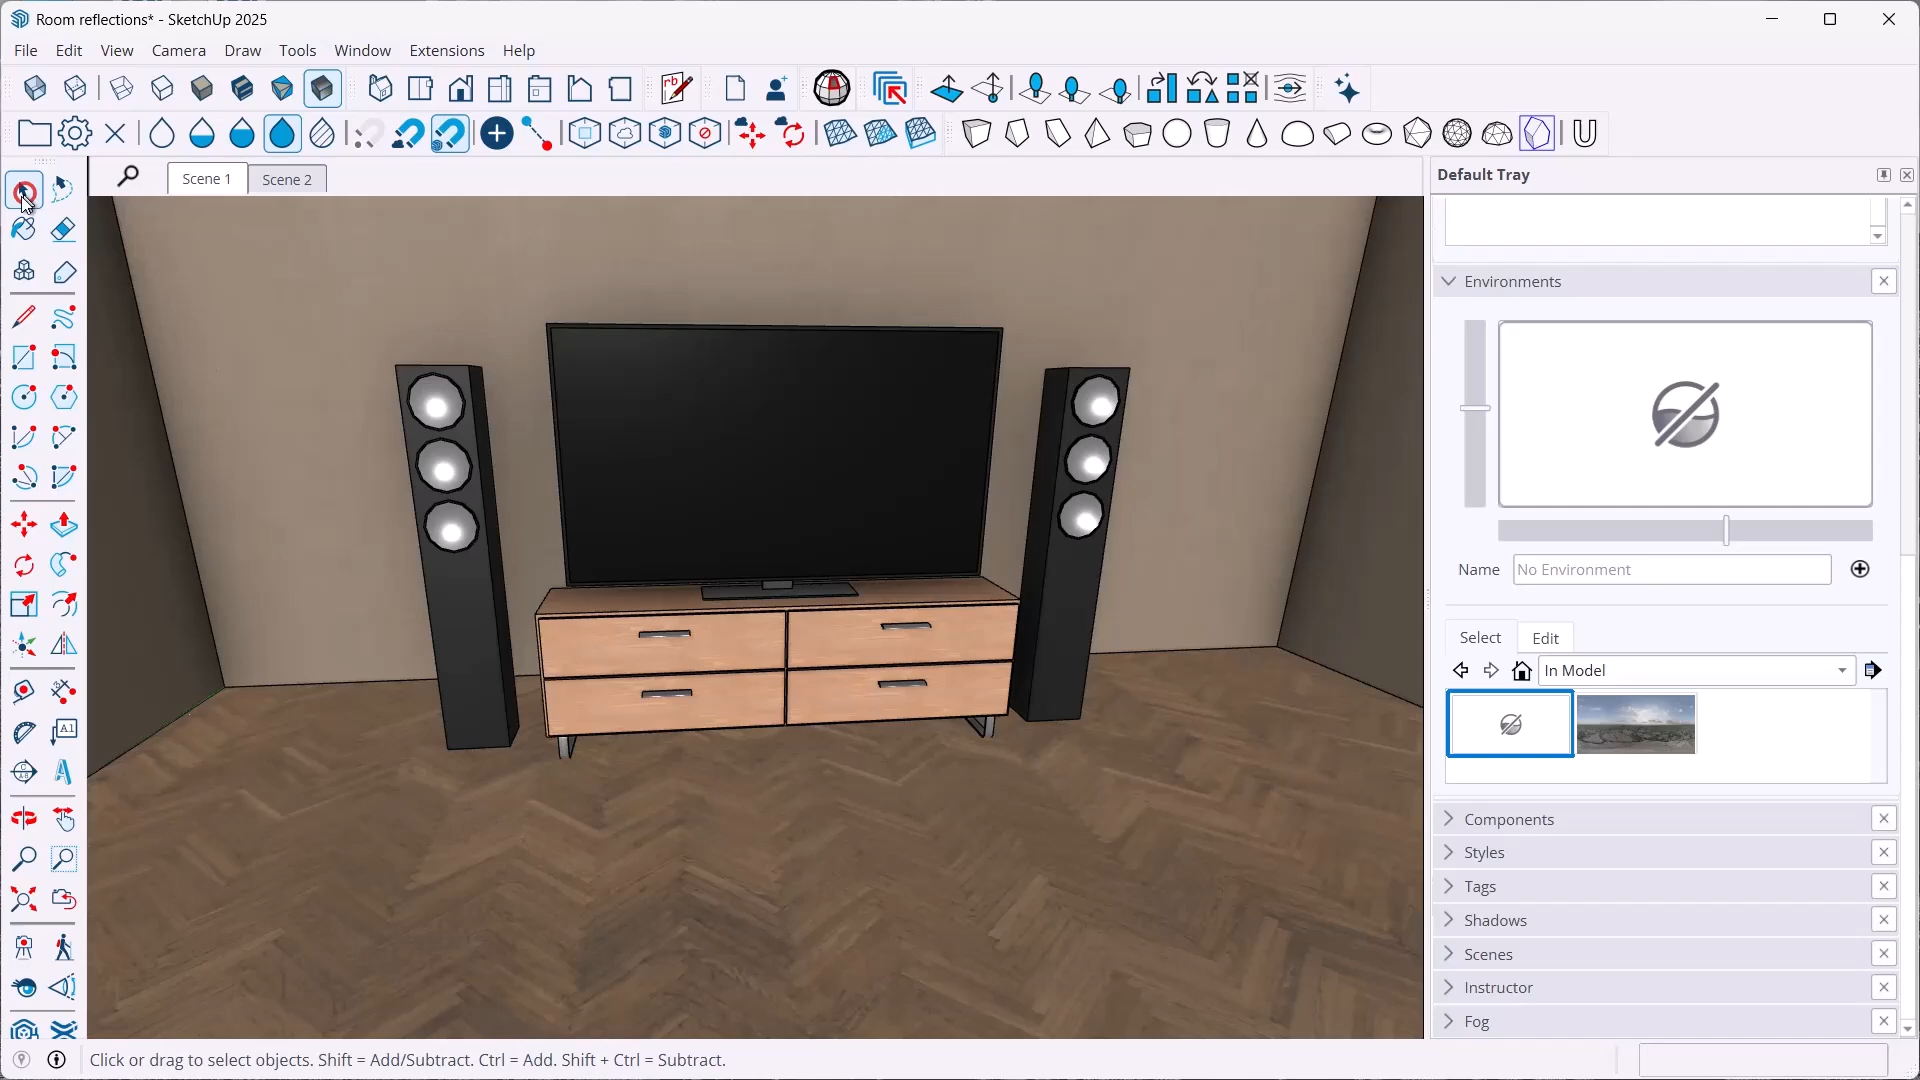 Room reflections* - SketchUp 2025
File Edit View Camera Draw Tools Window Extensions Help
rb
Scene 1 Scene 2
Default Tray
Environments
Name No Environment
Select Edit
In Model
A1
Components
Styles
Tags
Shadows
Scenes
Instructor
Fog
Click or drag to select objects. Shift = Add/Subtract. Ctrl = Add. Shift + Ctrl = Subtract.